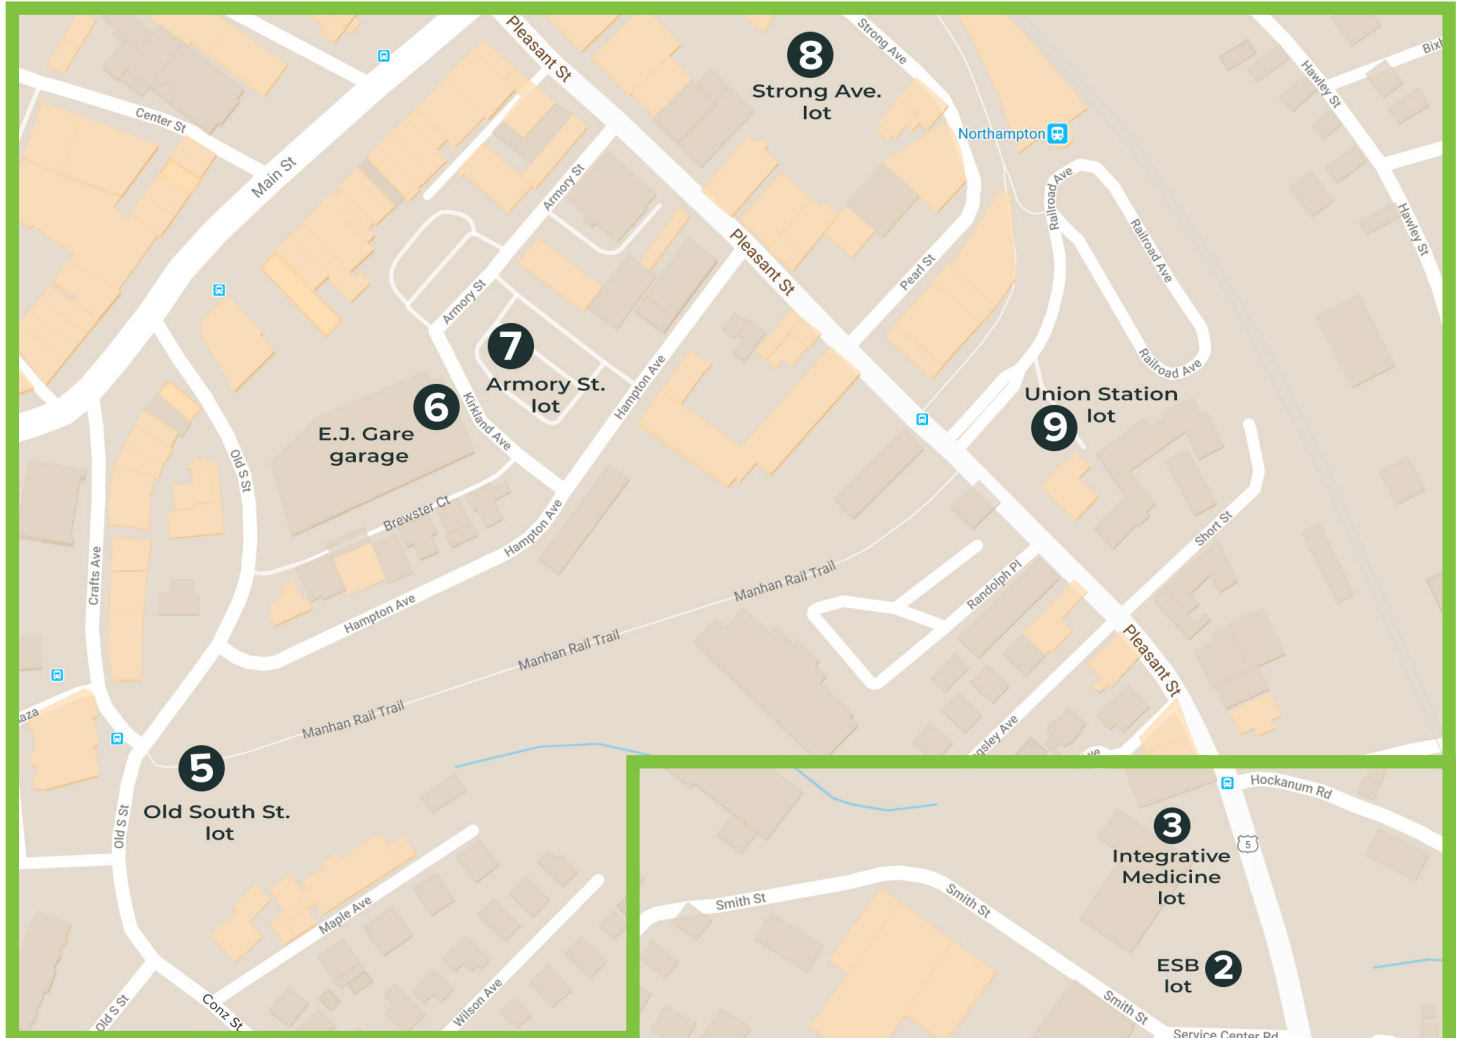 Pleasant St
8
Strong Ave.
lot
Strong Ave
Northampton
Hawley St
Center St
Main St
Armory St
Pleasant St
Pearl St
Railroad Ave
Railroad Ave
Railroad Ave
Hawley St
Armory St
7
Armory St.
lot
6
E.J. Gare
garage
Kirkland Ave
Hampton Ave
Union Station
lot
9
Old S St
Brewster Ct
Hampton Ave
Short St
Crafts Ave
Hampton Ave
Manhan Rail Trail
Randolph Pl
Manhan Rail Trail
Pleasant St
Manhan Rail Trail
5
Old South St.
lot
Old S St
Maple Ave
Wilson Ave
Conz St
Old S St
Hockanum Rd
3
Integrative
Medicine
lot
5
Smith St
Smith St
ESB
lot
2
Smith St
Service Center Rd